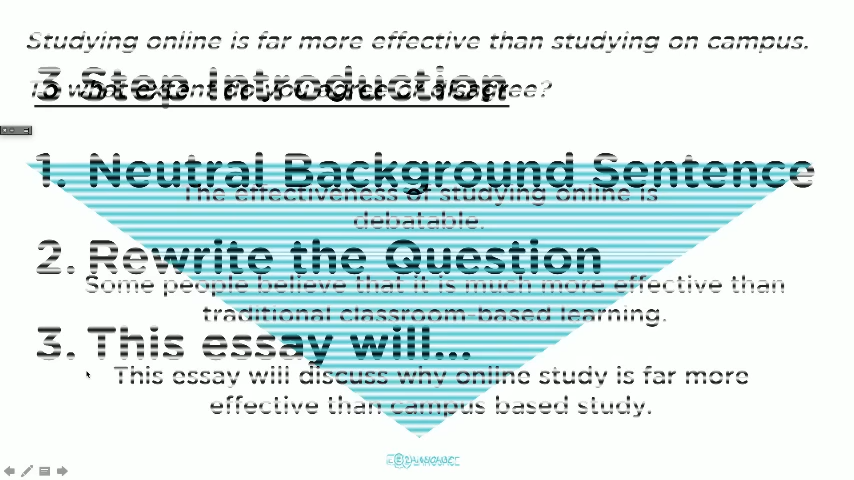 Studying online is far more effective than studying on campus.
3 Step Introduction
To what extent do you agree or disagree?
1. Neutral Background Sentence
The effectiveness of studying online is
debatable.
2. Rewrite the Question
Some people believe that it is much more effective than
traditional classroom-based learning.
3. This essay will...
This essay will discuss why online study is far more
effective than campus based study.